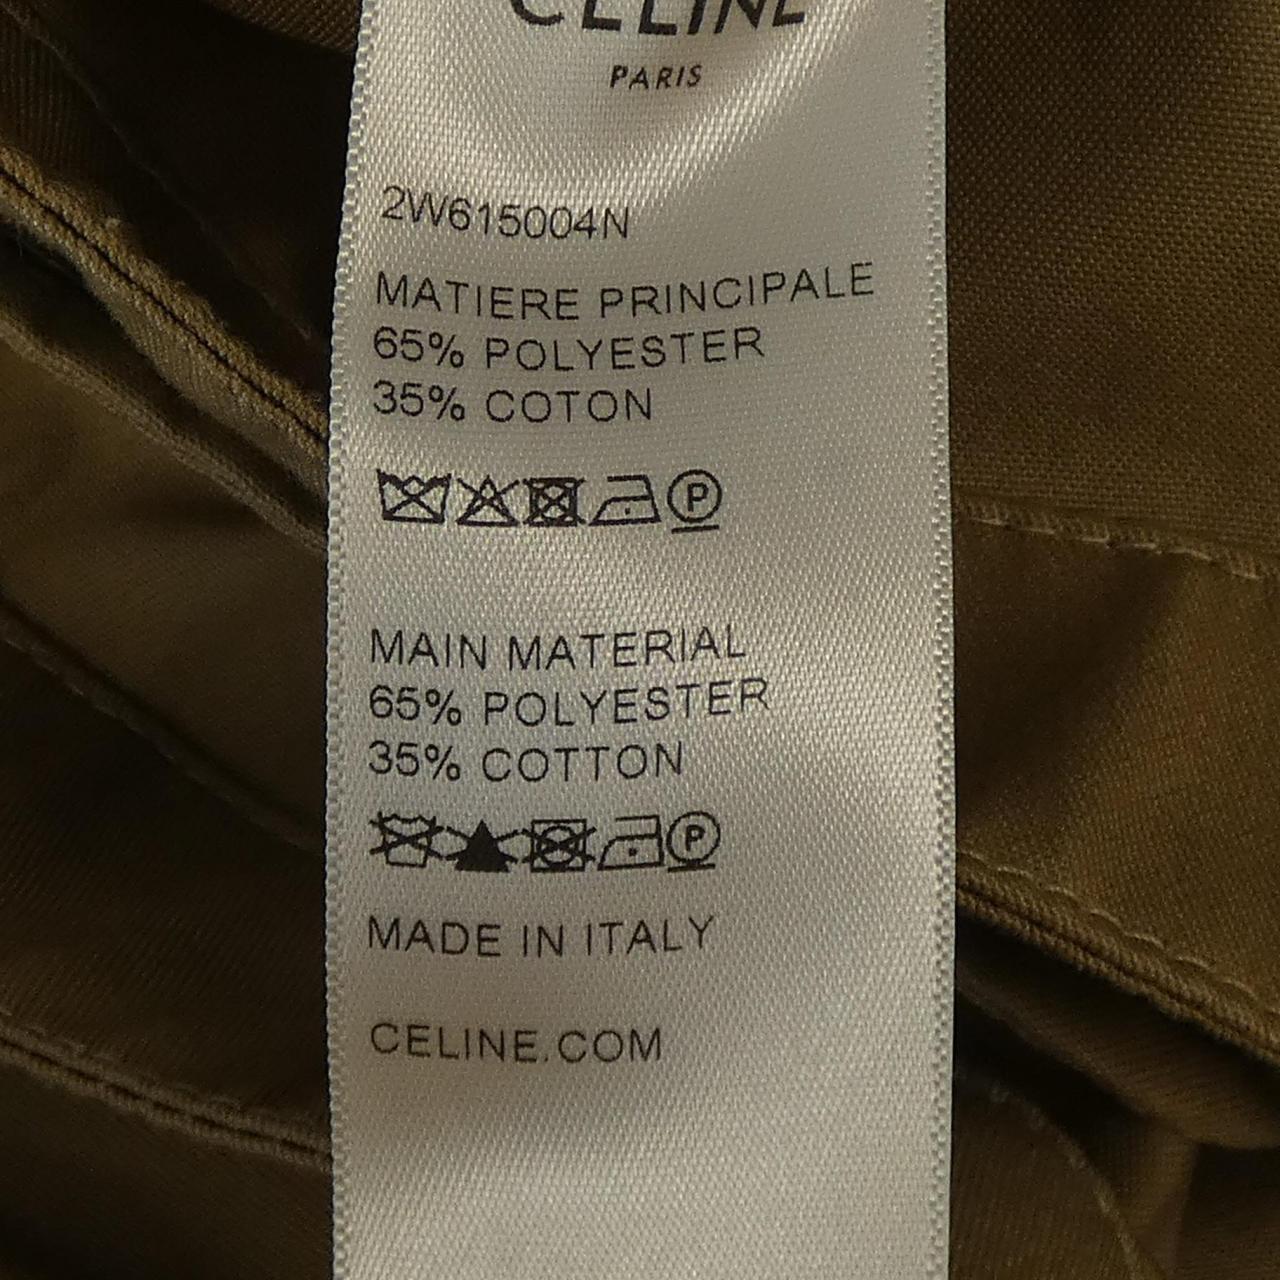 CELINE
PARIS
2W615004N
MATIERE PRINCIPALE
65% POLYESTER
35% COTON
P
MAIN MATERIAL
65% POLYESTER
35% COTTON
P
MADE IN ITALY
CELINE.COM